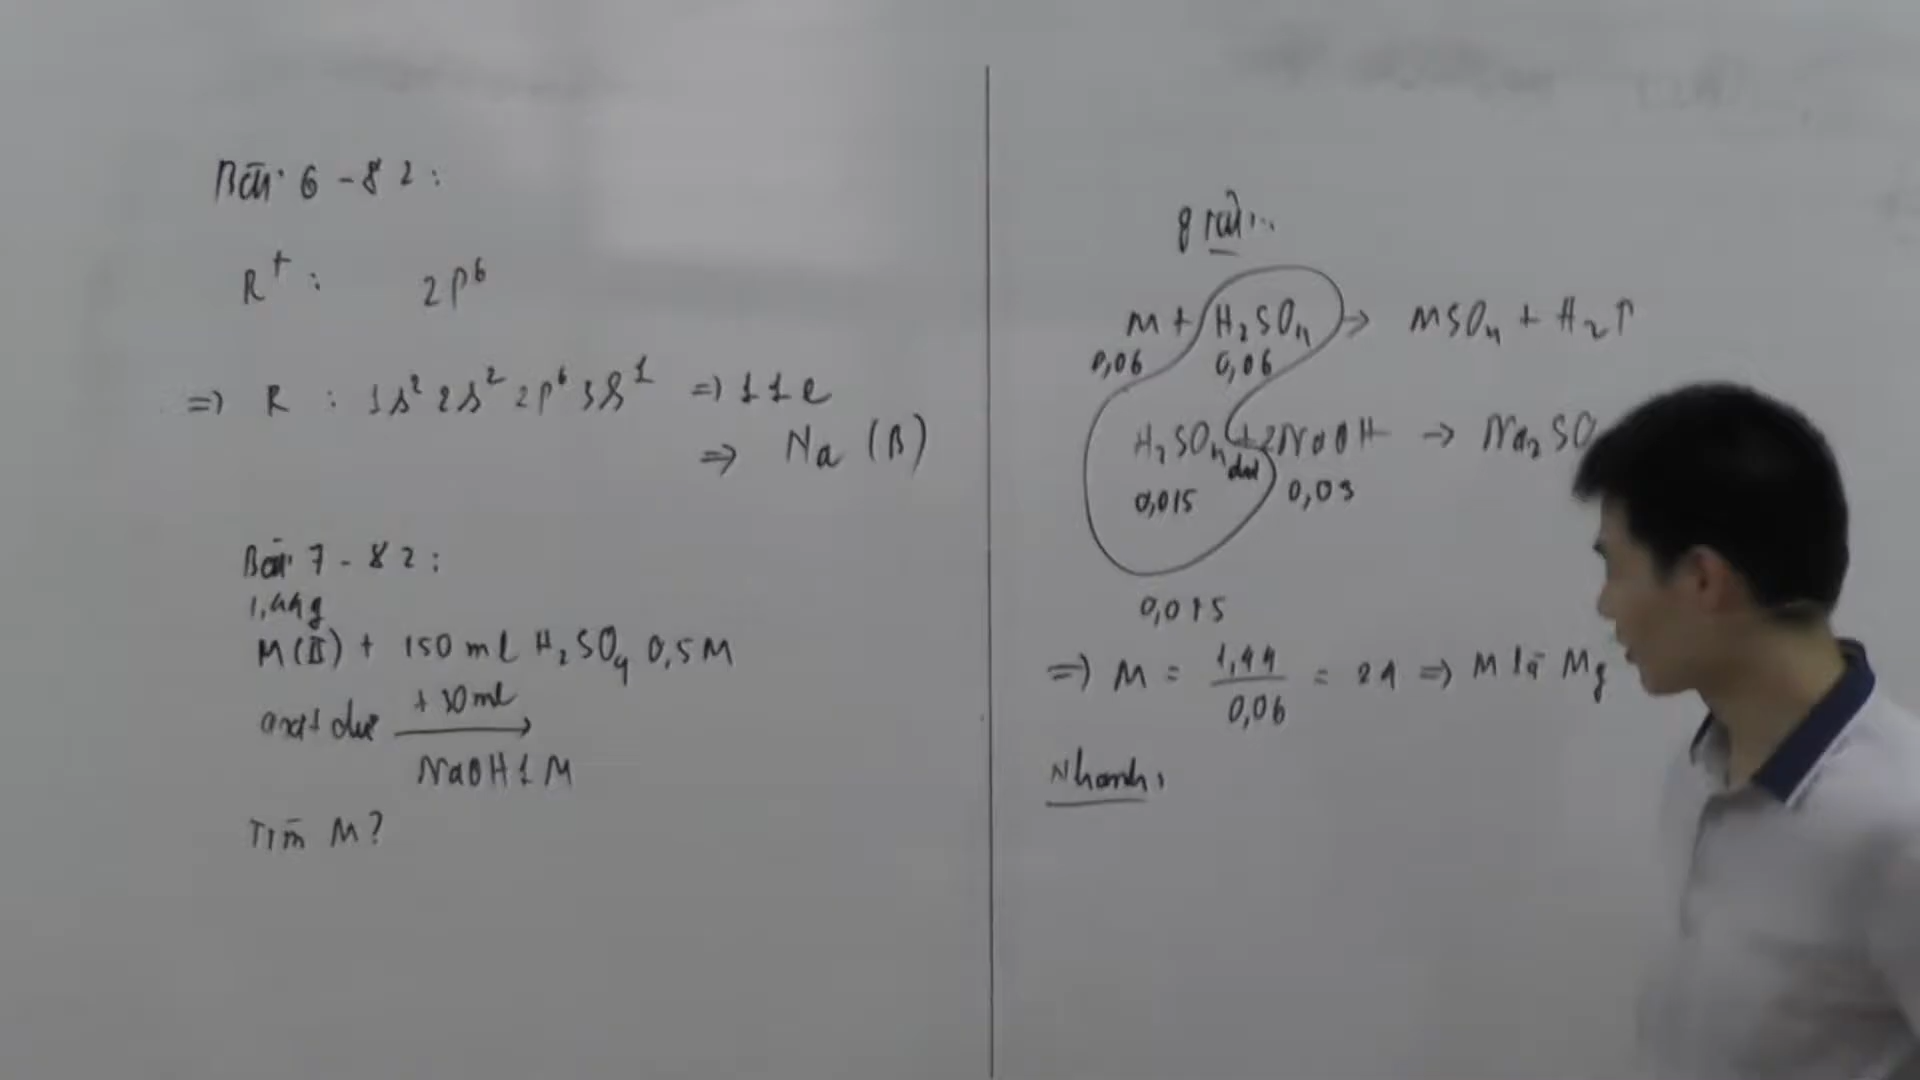 Bài 6 - 82:
R⁺ : 2p⁶
=> R : 1s² 2s² 2p⁶ 3s¹ => 11e
=> Na (B)
Bài 7 - 82:
1,44g
M(II) + 150 ml H₂SO₄ 0,5M
axit dư + 30 ml
NaOH 1M
Tìm M?
giải:
M + H₂SO₄ -> MSO₄ + H₂↑
0,06 0,06
H₂SO₄ dư + 2NaOH -> Na₂SO
0,015 0,03
0,075
=> M = 1,44 / 0,06 = 24 => M là Mg
Nhanh: